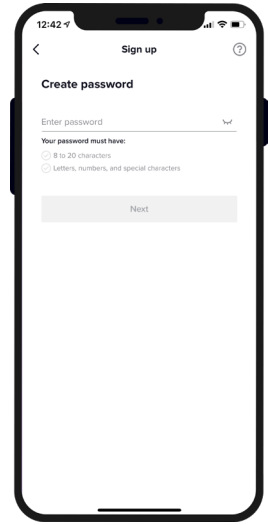 12:42
Sign up
?
Create password
Enter password
Your password must have:
8 to 20 characters
Letters, numbers, and special characters
Next